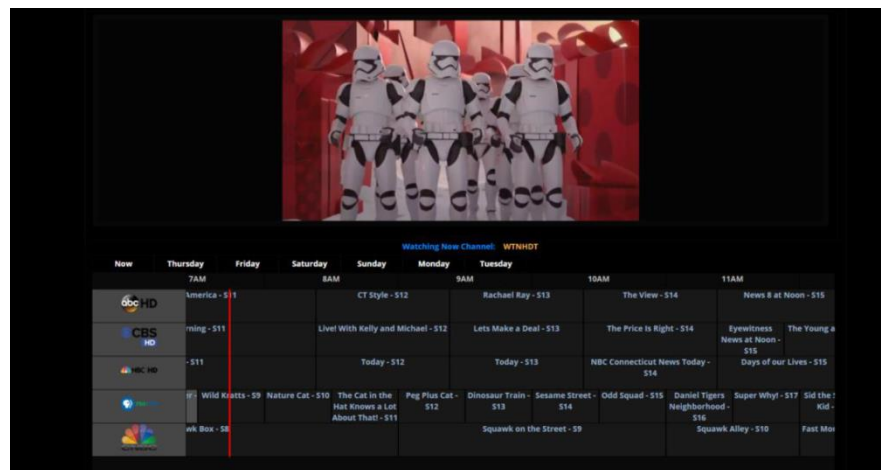 Watching Now Channel: WTNHDT
Now Thursday Friday Saturday Sunday Monday Tuesday
7AM 8AM 9AM 10AM 11AM
abc HD
America - S11
CT Style - S12
Rachael Ray - S13
The View - S14
News 8 at Noon - S15
CBS
HD
rning - S11
Live! With Kelly and Michael - S12
Lets Make a Deal - S13
The Price Is Right - S14
Eyewitness
News at Noon -
S15
The Young a
NBC HD
- S11
Today - S12
Today - S13
NBC Connecticut News Today -
S14
Days of our Lives - S15
r -
Wild Kratts - S9
Nature Cat - S10
The Cat in the
Hat Knows a Lot
About That! - S11
Peg Plus Cat -
S12
Dinosaur Train -
S13
Sesame Street -
S14
Odd Squad - S15
Daniel Tigers
Neighborhood -
S16
Super Why! - S17
Sid the S
Kid -
wk Box - S8
Squawk on the Street - S9
Squawk Alley - S10
Fast Mo